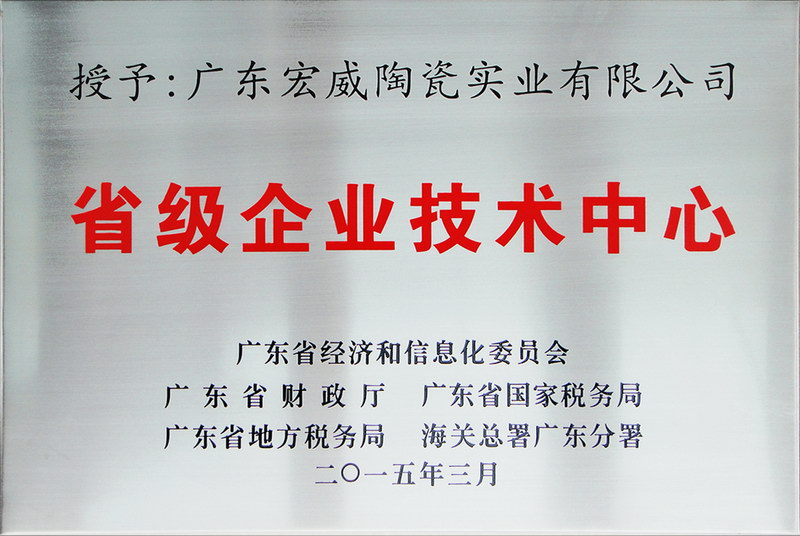 授予:广东宏威陶瓷实业有限公司
省级企业技术中心
广东省经济和信息化委员会
广东省财政厅 广东省国家税务局
广东省地方税务局 海关总署广东分署
二〇一五年三月